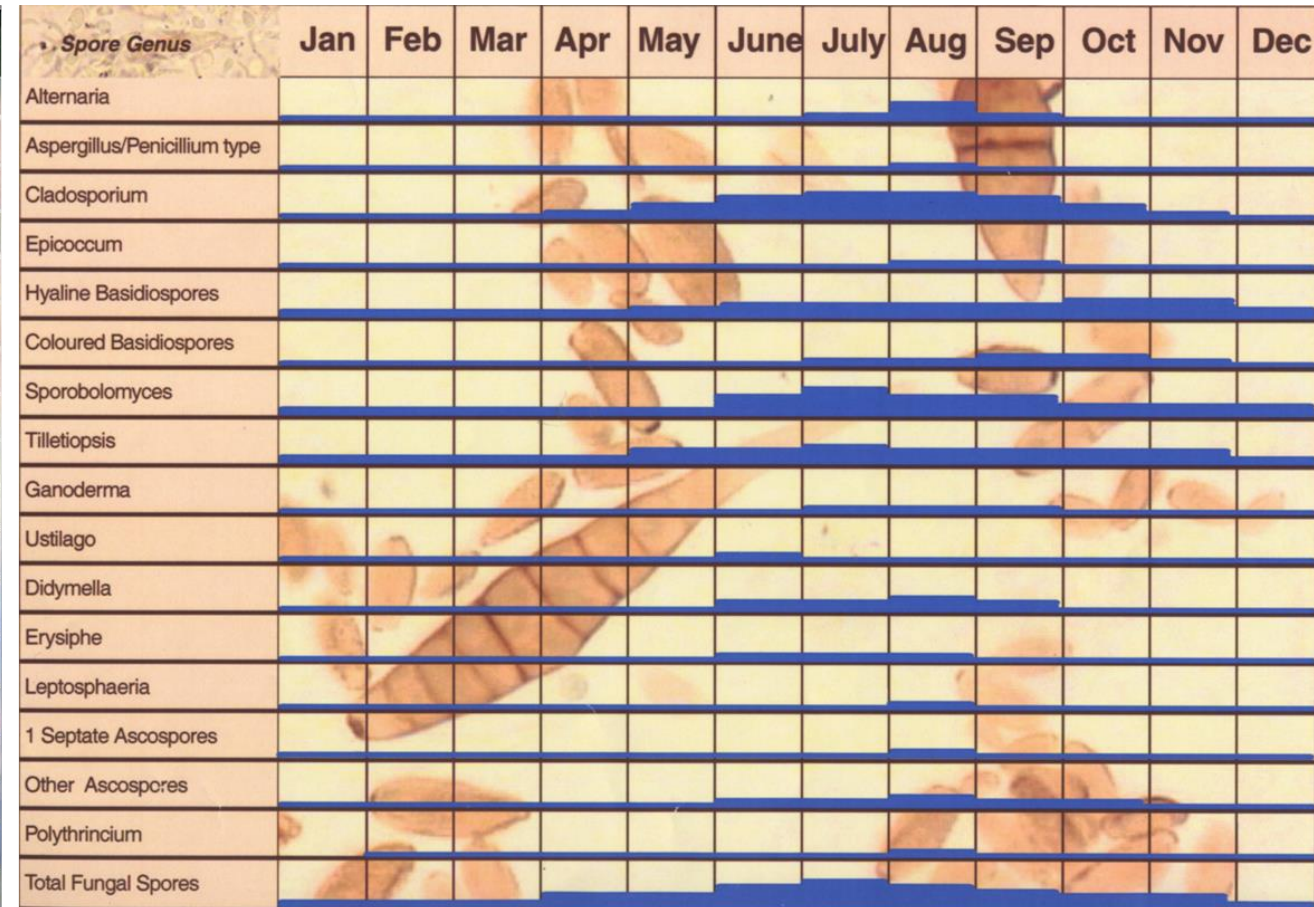 Spore Genus Jan Feb Mar Apr May June July Aug Sep Oct Nov Dec
Alternaria
Aspergillus/Penicillium type
Cladosporium
Epicoccum
Hyaline Basidiospores
Coloured Basidiospores
Sporobolomyces
Tilletiopsis
Ganoderma
Ustilago
Didymella
Erysiphe
Leptosphaeria
1 Septate Ascospores
Other Ascospores
Polythrincium
Total Fungal Spores